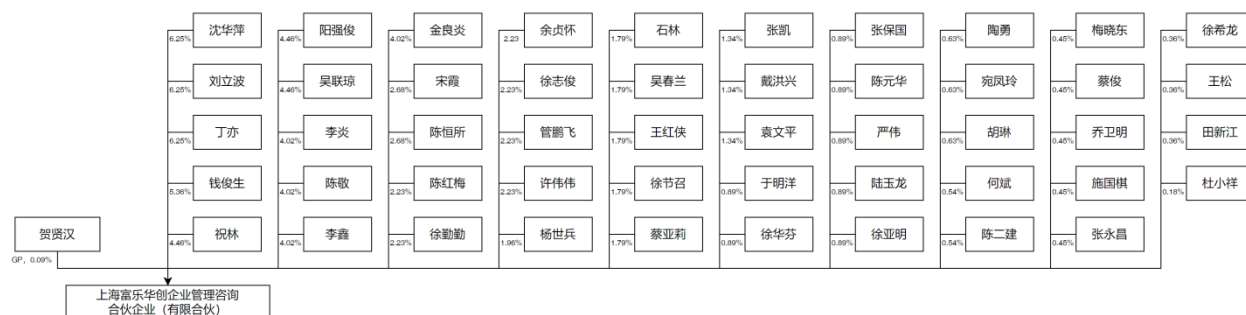 沈华萍 阳强俊 金良炎 余贞怀 石林 张凯 张保国 陶勇 梅晓东 徐希龙
6.25% 4.46% 4.02% 2.23 1.79% 1.34% 0.89% 0.63% 0.45% 0.36%
刘立波 吴联琼 宋霞 徐志俊 吴春兰 戴洪兴 陈元华 宛凤玲 蔡俊 王松
6.25% 4.46% 2.68% 2.23% 1.79% 1.34% 0.89% 0.63% 0.45% 0.36%
丁亦 李炎 陈恒所 管鹏飞 王红侠 袁文平 严伟 胡琳 乔卫明 田新江
6.25% 4.02% 2.68% 2.23% 1.79% 1.34% 0.89% 0.63% 0.45% 0.36%
钱俊生 陈敬 陈红梅 许伟伟 徐节召 于明洋 陆玉龙 何斌 施国棋 杜小祥
5.36% 4.02% 2.23% 2.23% 1.79% 0.89% 0.89% 0.54% 0.45% 0.18%
贺贤汉 祝林 李鑫 徐勤勤 杨世兵 蔡亚莉 徐华芬 徐亚明 陈二建 张永昌
4.46% 4.02% 2.23% 1.96% 1.79% 0.89% 0.89% 0.54% 0.45%
GP，0.09%
上海富乐华创企业管理咨询
合伙企业（有限合伙）